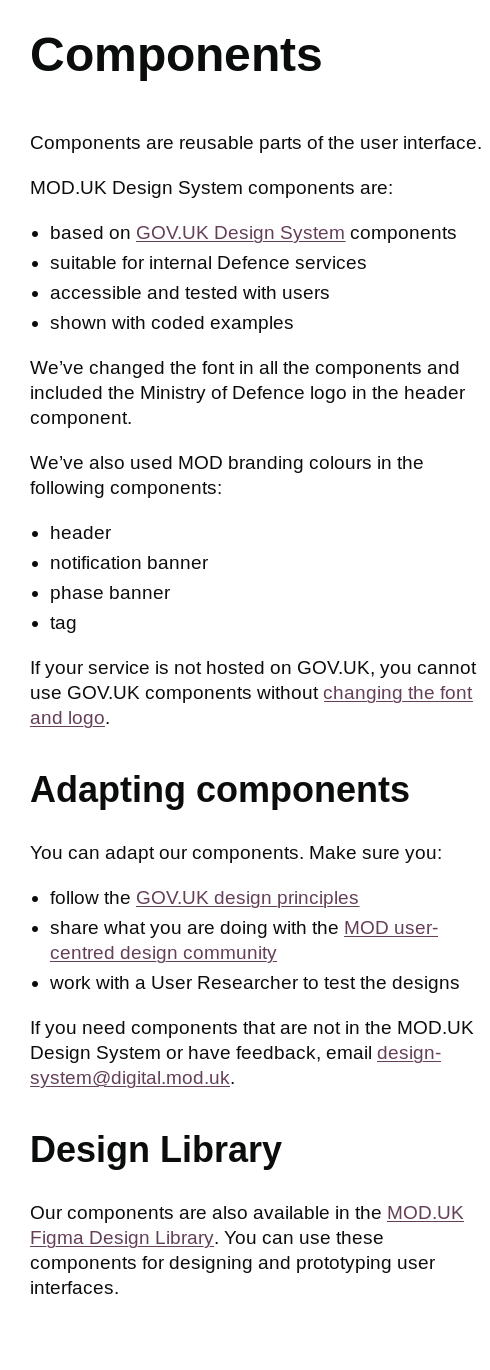 Components
Components are reusable parts of the user interface.
MOD.UK Design System components are:
• based on GOV.UK Design System components
• suitable for internal Defence services
• accessible and tested with users
• shown with coded examples
We’ve changed the font in all the components and
included the Ministry of Defence logo in the header
component.
We’ve also used MOD branding colours in the
following components:
• header
• notification banner
• phase banner
• tag
If your service is not hosted on GOV.UK, you cannot
use GOV.UK components without changing the font
and logo.
Adapting components
You can adapt our components. Make sure you:
• follow the GOV.UK design principles
• share what you are doing with the MOD user-
centred design community
• work with a User Researcher to test the designs
If you need components that are not in the MOD.UK
Design System or have feedback, email design-
system@digital.mod.uk.
Design Library
Our components are also available in the MOD.UK
Figma Design Library. You can use these
components for designing and prototyping user
interfaces.